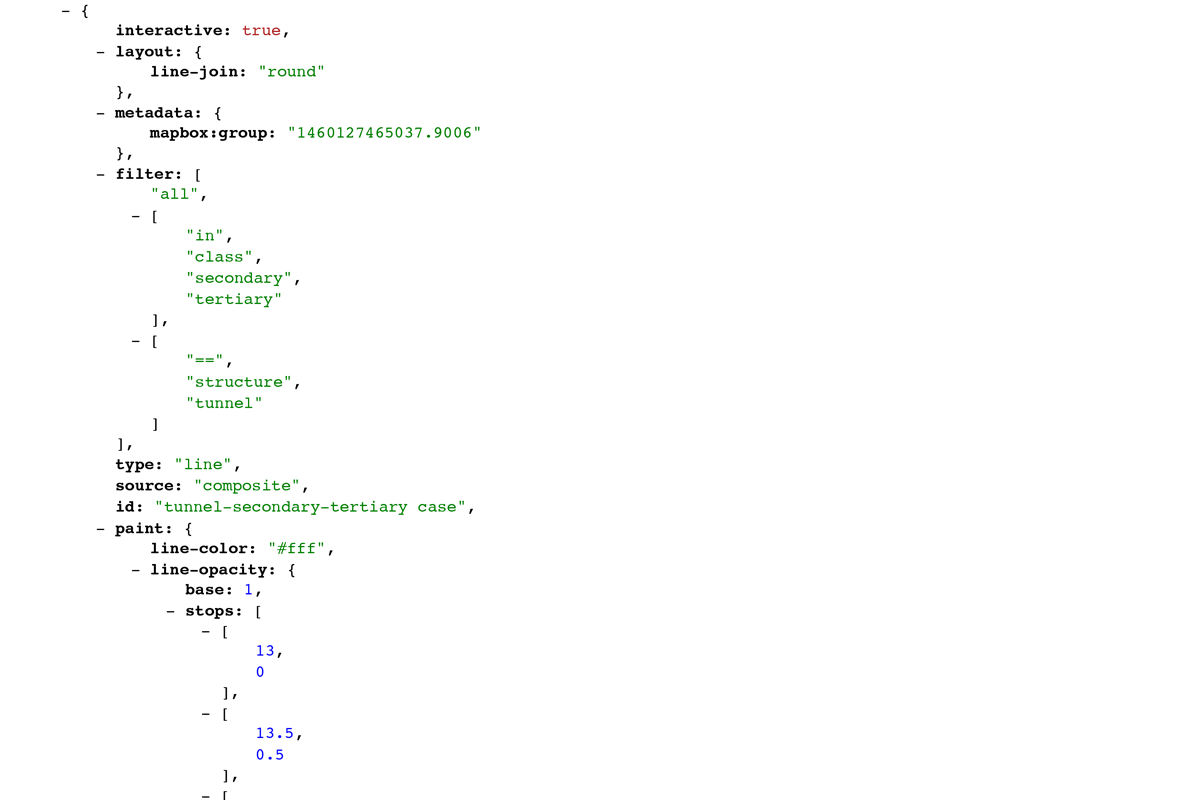 - {
interactive: true,
- layout: {
line-join: "round"
},
- metadata: {
mapbox:group: "1460127465037.9006"
},
- filter: [
"all",
- [
"in",
"class",
"secondary",
"tertiary"
],
- [
"==",
"structure",
"tunnel"
]
],
type: "line",
source: "composite",
id: "tunnel-secondary-tertiary case",
- paint: {
line-color: "#fff",
- line-opacity: {
base: 1,
- stops: [
- [
13,
0
],
- [
13.5,
0.5
],
- [